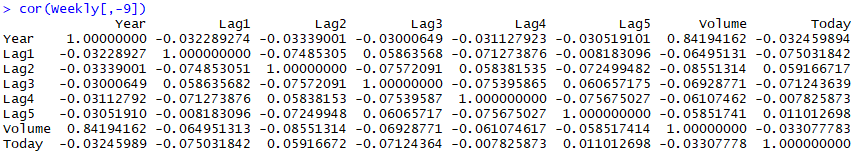 > cor(Weekly[,-9])
Year Lag1 Lag2 Lag3 Lag4 Lag5 Volume Today
Year 1.00000000 -0.032289274 -0.03339001 -0.03000649 -0.031127923 -0.030519101 0.84194162 -0.032459894
Lag1 -0.03228927 1.000000000 -0.07485305 0.05863568 -0.071273876 -0.008183096 -0.06495131 -0.075031842
Lag2 -0.03339001 -0.074853051 1.00000000 -0.07572091 0.058381535 -0.072499482 -0.08551314 0.059166717
Lag3 -0.03000649 0.058635682 -0.07572091 1.00000000 -0.075395865 0.060657175 -0.06928771 -0.071243639
Lag4 -0.03112792 -0.071273876 0.05838153 -0.07539587 1.000000000 -0.075675027 -0.06107462 -0.007825873
Lag5 -0.03051910 -0.008183096 -0.07249948 0.06065717 -0.075675027 1.000000000 -0.05851741 0.011012698
Volume 0.84194162 -0.064951313 -0.08551314 -0.06928771 -0.061074617 -0.058517414 1.00000000 -0.033077783
Today -0.03245989 -0.075031842 0.05916672 -0.07124364 -0.007825873 0.011012698 -0.03307778 1.000000000